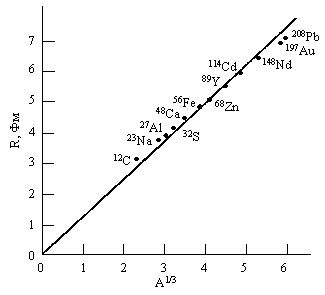 7
6
5
4
3
2
1
0
R, Фм
²⁰⁸Pb
¹⁹⁷Au
¹¹⁴Cd
¹⁴⁸Nd
⁸⁹Y
⁵⁶Fe
⁶⁸Zn
⁴⁸Ca
²⁷Al
³²S
²³Na
¹²C
0 1 2 3 4 5 6
A¹/³